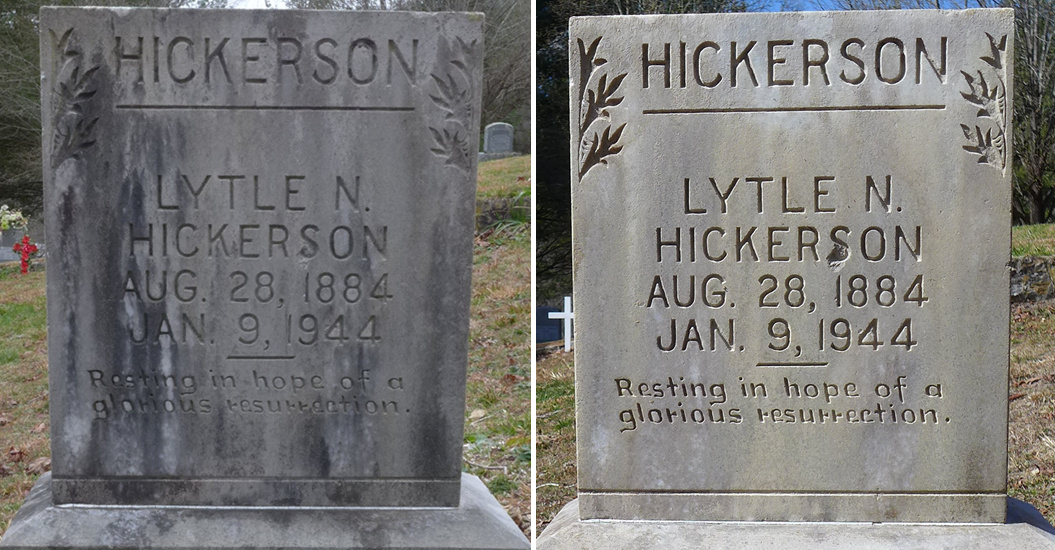 HICKERSON
LYTLE N.
HICKERSON
AUG. 28, 1884
JAN. 9, 1944
Resting in hope of a
glorious resurrection.
HICKERSON
LYTLE N.
HICKERSON
AUG. 28, 1884
JAN. 9, 1944
Resting in hope of a
glorious resurrection.